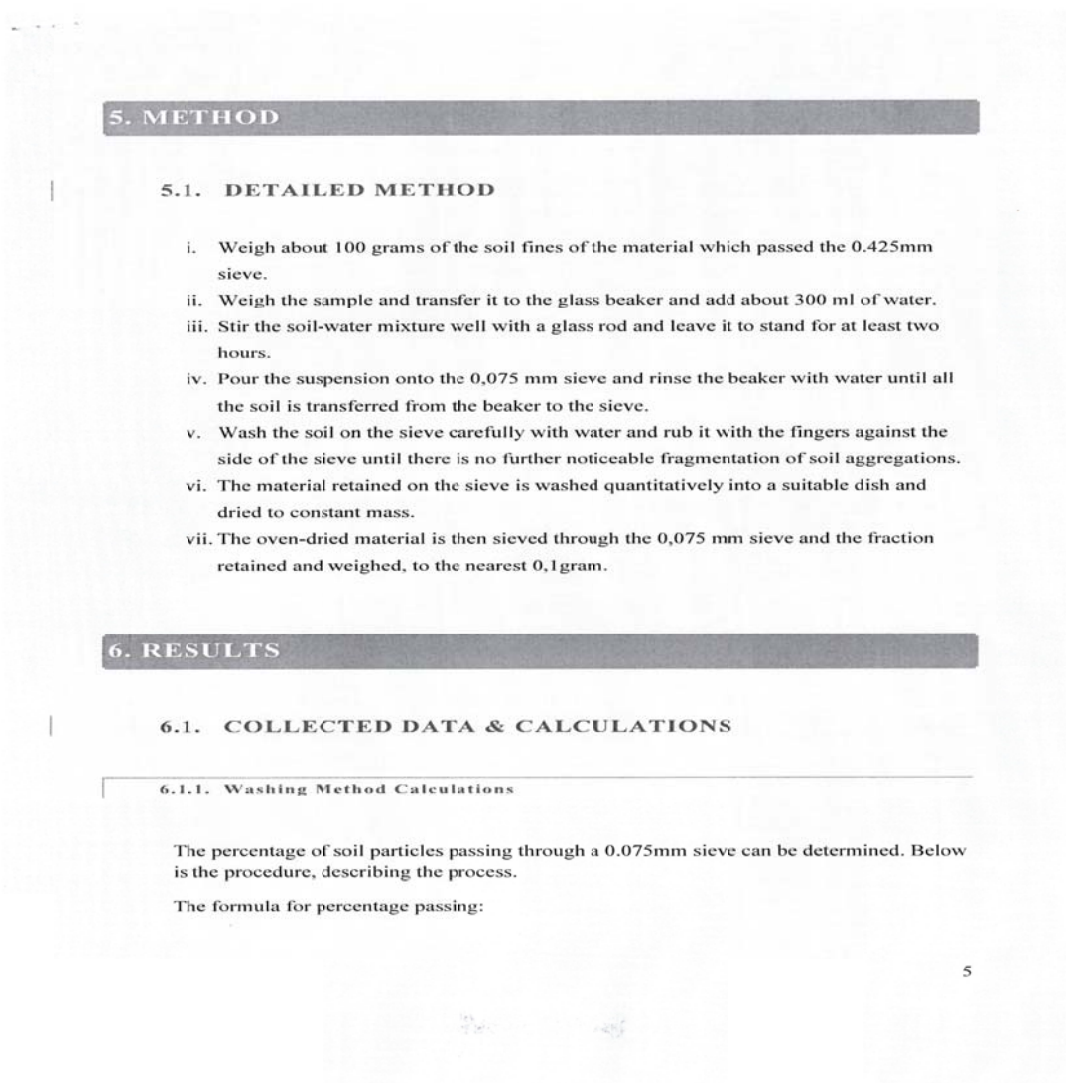 5. METHOD
5.1. DETAILED METHOD
i. Weigh about 100 grams of the soil fines of the material which passed the 0.425mm
sieve.
ii. Weigh the sample and transfer it to the glass beaker and add about 300 ml of water.
iii. Stir the soil-water mixture well with a glass rod and leave it to stand for at least two
hours.
iv. Pour the suspension onto the 0,075 mm sieve and rinse the beaker with water until all
the soil is transferred from the beaker to the sieve.
v. Wash the soil on the sieve carefully with water and rub it with the fingers against the
side of the sieve until there is no further noticeable fragmentation of soil aggregations.
vi. The material retained on the sieve is washed quantitatively into a suitable dish and
dried to constant mass.
vii. The oven-dried material is then sieved through the 0,075 mm sieve and the fraction
retained and weighed, to the nearest 0,1gram.
6. RESULTS
6.1. COLLECTED DATA & CALCULATIONS
6.1.1. Washing Method Calculations
The percentage of soil particles passing through a 0.075mm sieve can be determined. Below
is the procedure, describing the process.
The formula for percentage passing:
5